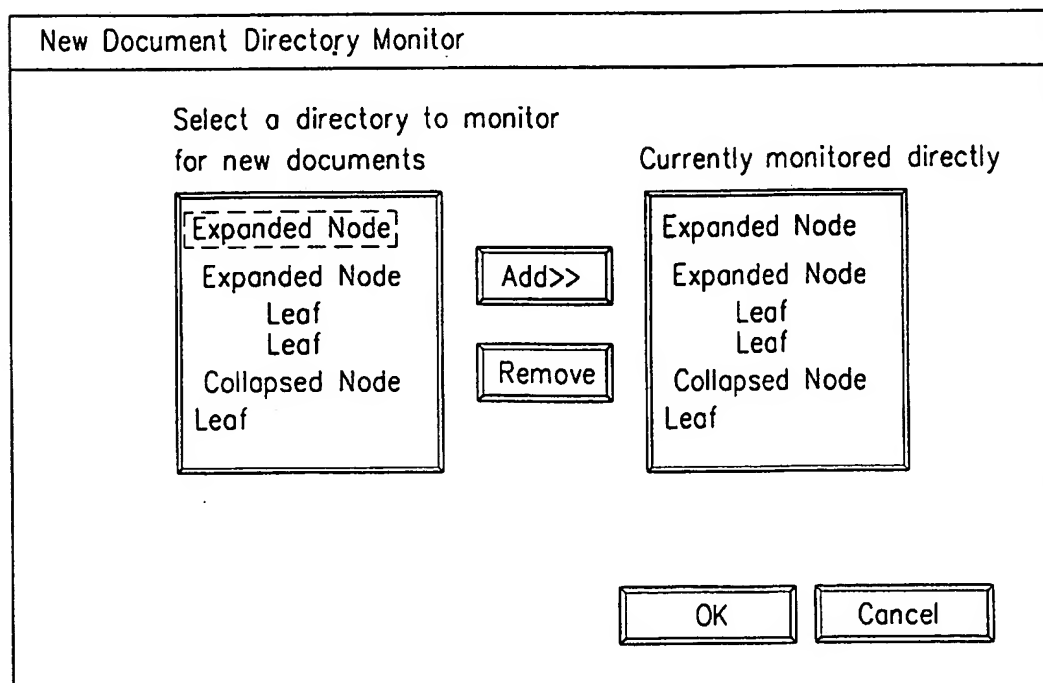 New Document Directory Monitor
Select a directory to monitor
for new documents
Currently monitored directly
Expanded Node
Expanded Node
Leaf
Leaf
Collapsed Node
Leaf
Add>>
Remove
Expanded Node
Expanded Node
Leaf
Leaf
Collapsed Node
Leaf
OK
Cancel